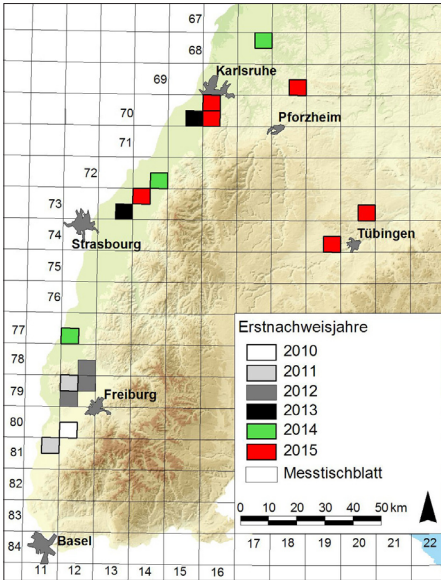 67
68
Karlsruhe
69
70
Pforzheim
71
72
73
Tübingen
Strasbourg
74
75
76
77
Erstnachweisjahre
2010
2011
2012
2013
2014
2015
Messtischblatt
78
79
Freiburg
80
81
82
83
84
Basel
0 10 20 30 40 50
km
11 12 13 14 15 16 17 18 19 20 21 22